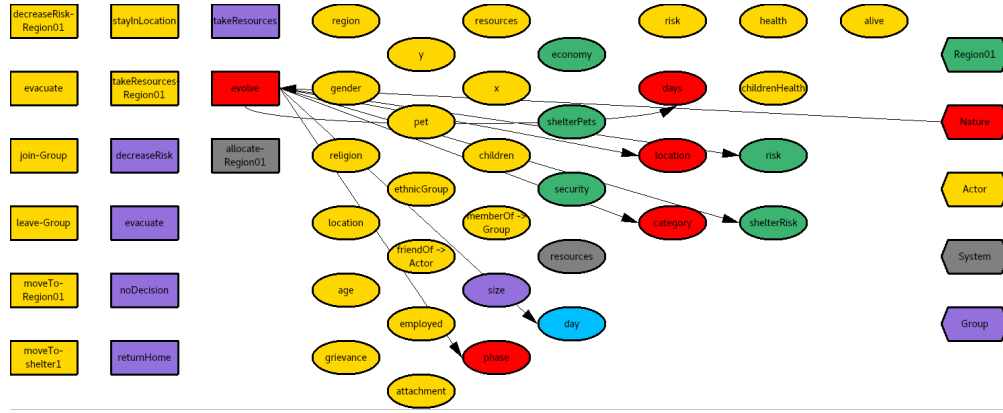 decreaseRisk-
Region01
stayInLocation
takeResources
region
resources
risk
health
alive
y
economy
Region01
evacuate
takeResources-
Region01
evolve
gender
x
days
childrenHealth
pet
shelterPets
Nature
join-Group
decreaseRisk
allocate-
Region01
religion
children
location
risk
ethnicGroup
security
Actor
leave-Group
evacuate
location
memberOf ->
Group
category
shelterRisk
friendOf ->
Actor
resources
System
moveTo-
Region01
noDecision
age
size
employed
day
Group
moveTo-
shelter1
returnHome
grievance
phase
attachment